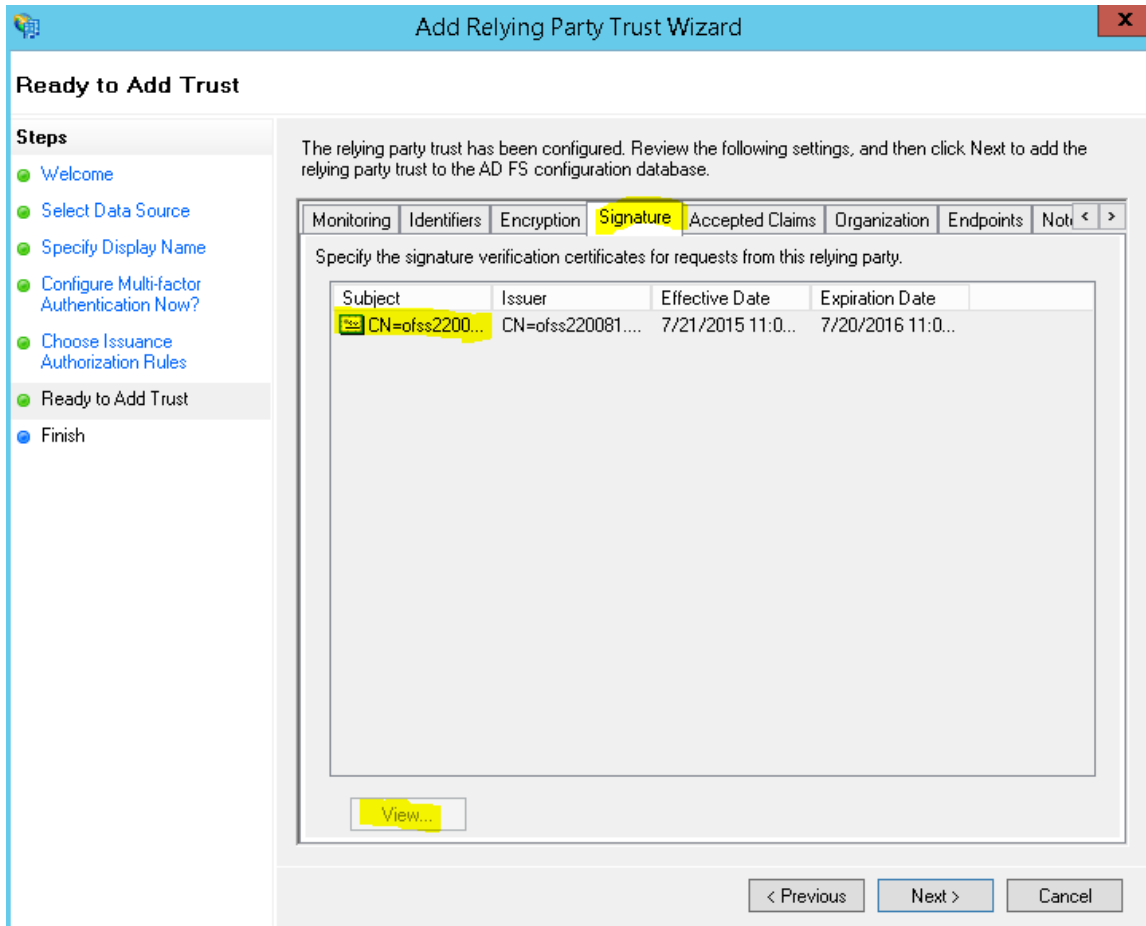 Add Relying Party Trust Wizard
x
Ready to Add Trust
Steps
Welcome
Select Data Source
Specify Display Name
Configure Multi-factor
Authentication Now?
Choose Issuance
Authorization Rules
Ready to Add Trust
Finish
The relying party trust has been configured. Review the following settings, and then click Next to add the
relying party trust to the AD FS configuration database.
Monitoring Identifiers Encryption Signature Accepted Claims Organization Endpoints < >
Specify the signature verification certificates for requests from this relying party.
Subject Issuer Effective Date Expiration Date
CN=ofss2200... CN=ofss220081.... 7/21/2015 11:0... 7/20/2016 11:0...
View...
< Previous Next > Cancel